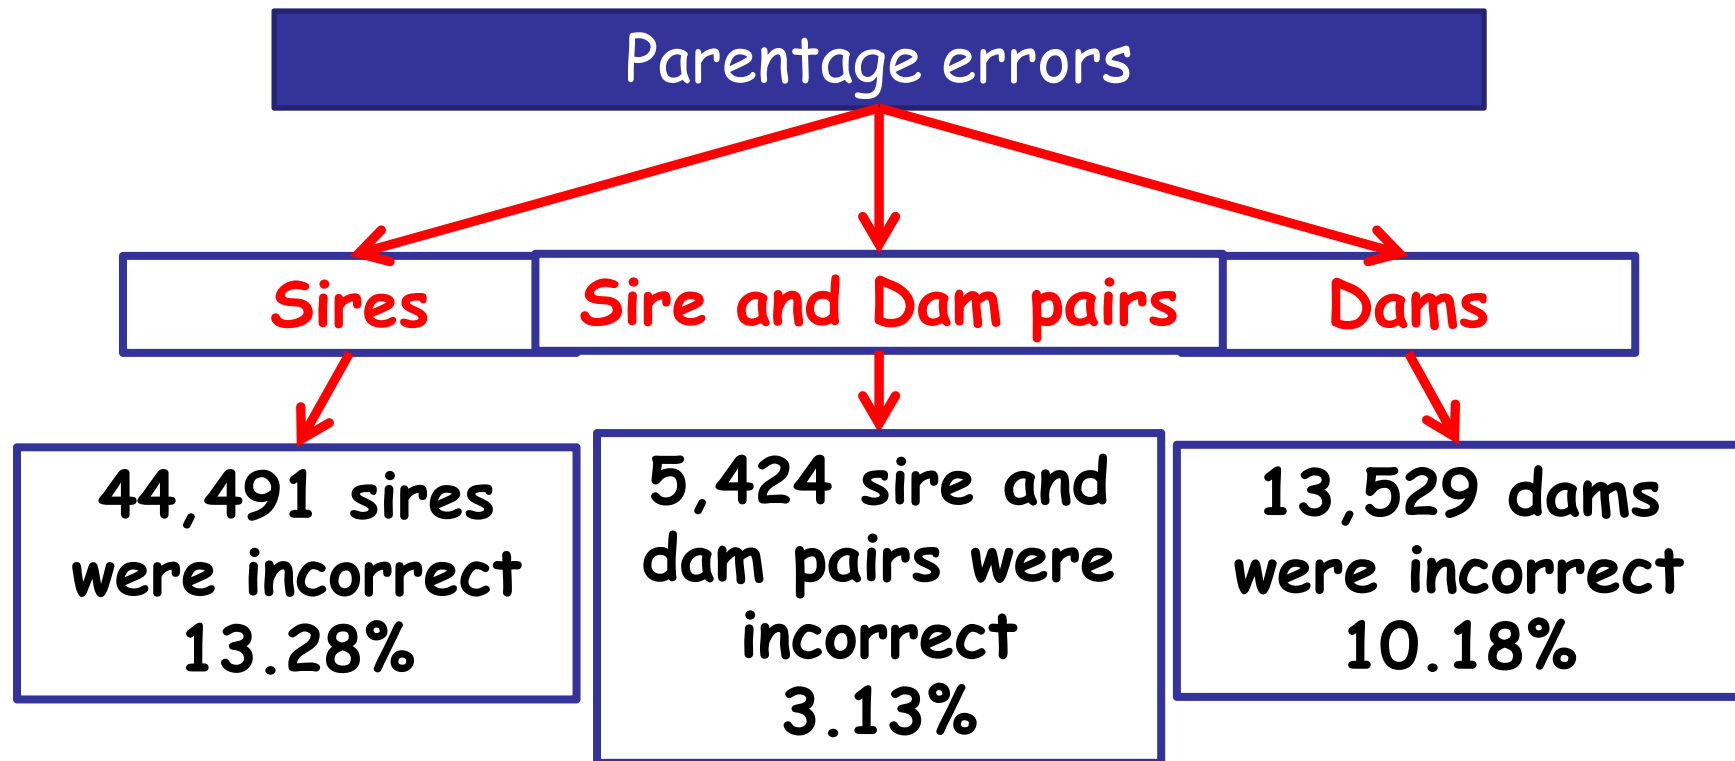 Parentage errors
Sires
Sire and Dam pairs
Dams
44,491 sires
were incorrect
13.28%
5,424 sire and
dam pairs were
incorrect
3.13%
13,529 dams
were incorrect
10.18%